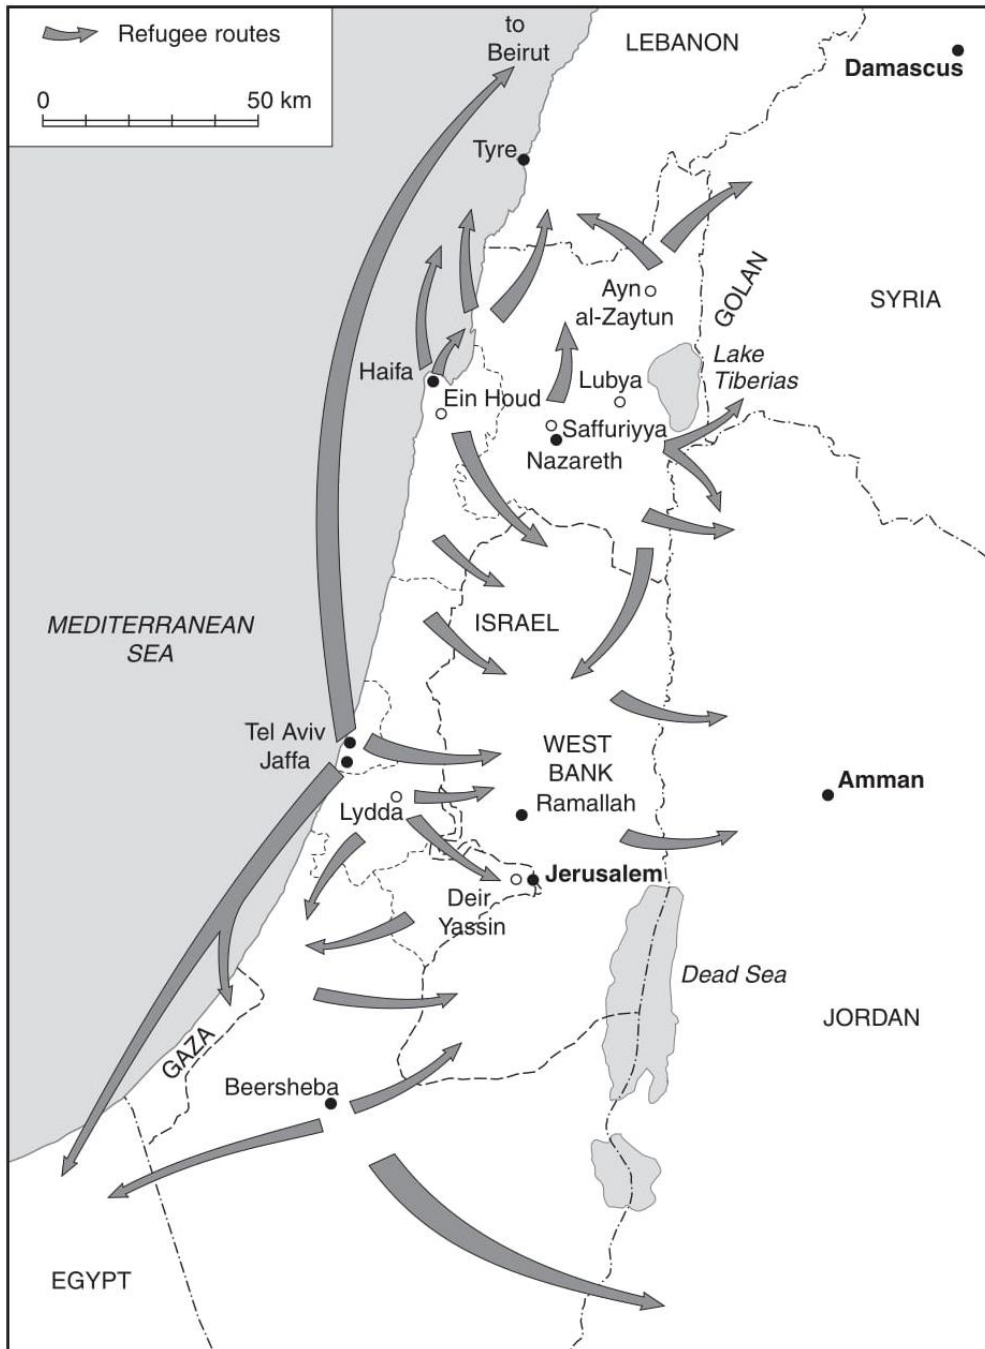 Refugee routes
0 50 km
to
Beirut
LEBANON
Damascus
Tyre
Ayn
al-Zaytun
GOLAN
SYRIA
Haifa
Lake
Tiberias
Ein Houd
Lubya
Saffuriyya
Nazareth
MEDITERRANEAN
SEA
ISRAEL
Tel Aviv
Jaffa
WEST
BANK
Ramallah
Amman
Lydda
Jerusalem
Deir
Yassin
Dead Sea
GAZA
JORDAN
Beersheba
EGYPT